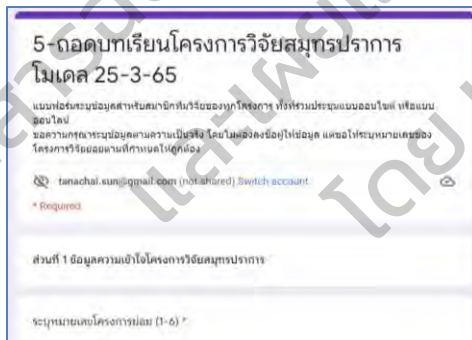 5-ถอดบทเรียนโครงการวิจัยสมุทรปราการ
โมเดล 25-3-65
แบบฟอร์มระบุข้อมูลสำหรับสมาชิกทีมวิจัยของทุกโครงการ ทั้งที่ร่วมประชุมแบบออนไซต์ หรือแบบ
ออนไลน์
ขอความกรุณาระบุข้อมูลตามความเป็นจริง โดยไม่ต้องลงชื่อผู้ให้ข้อมูล แต่ขอให้ระบุหมายเลขของ
โครงการวิจัยย่อยตามที่กำหนดให้ถูกต้อง
tanachai.sun@gmail.com (not shared) Switch account
* Required
ส่วนที่ 1 ข้อมูลความเข้าใจโครงการวิจัยสมุทรปราการ
ระบุหมายเลขโครงการย่อย (1-6) *
และเผยแ
โดย